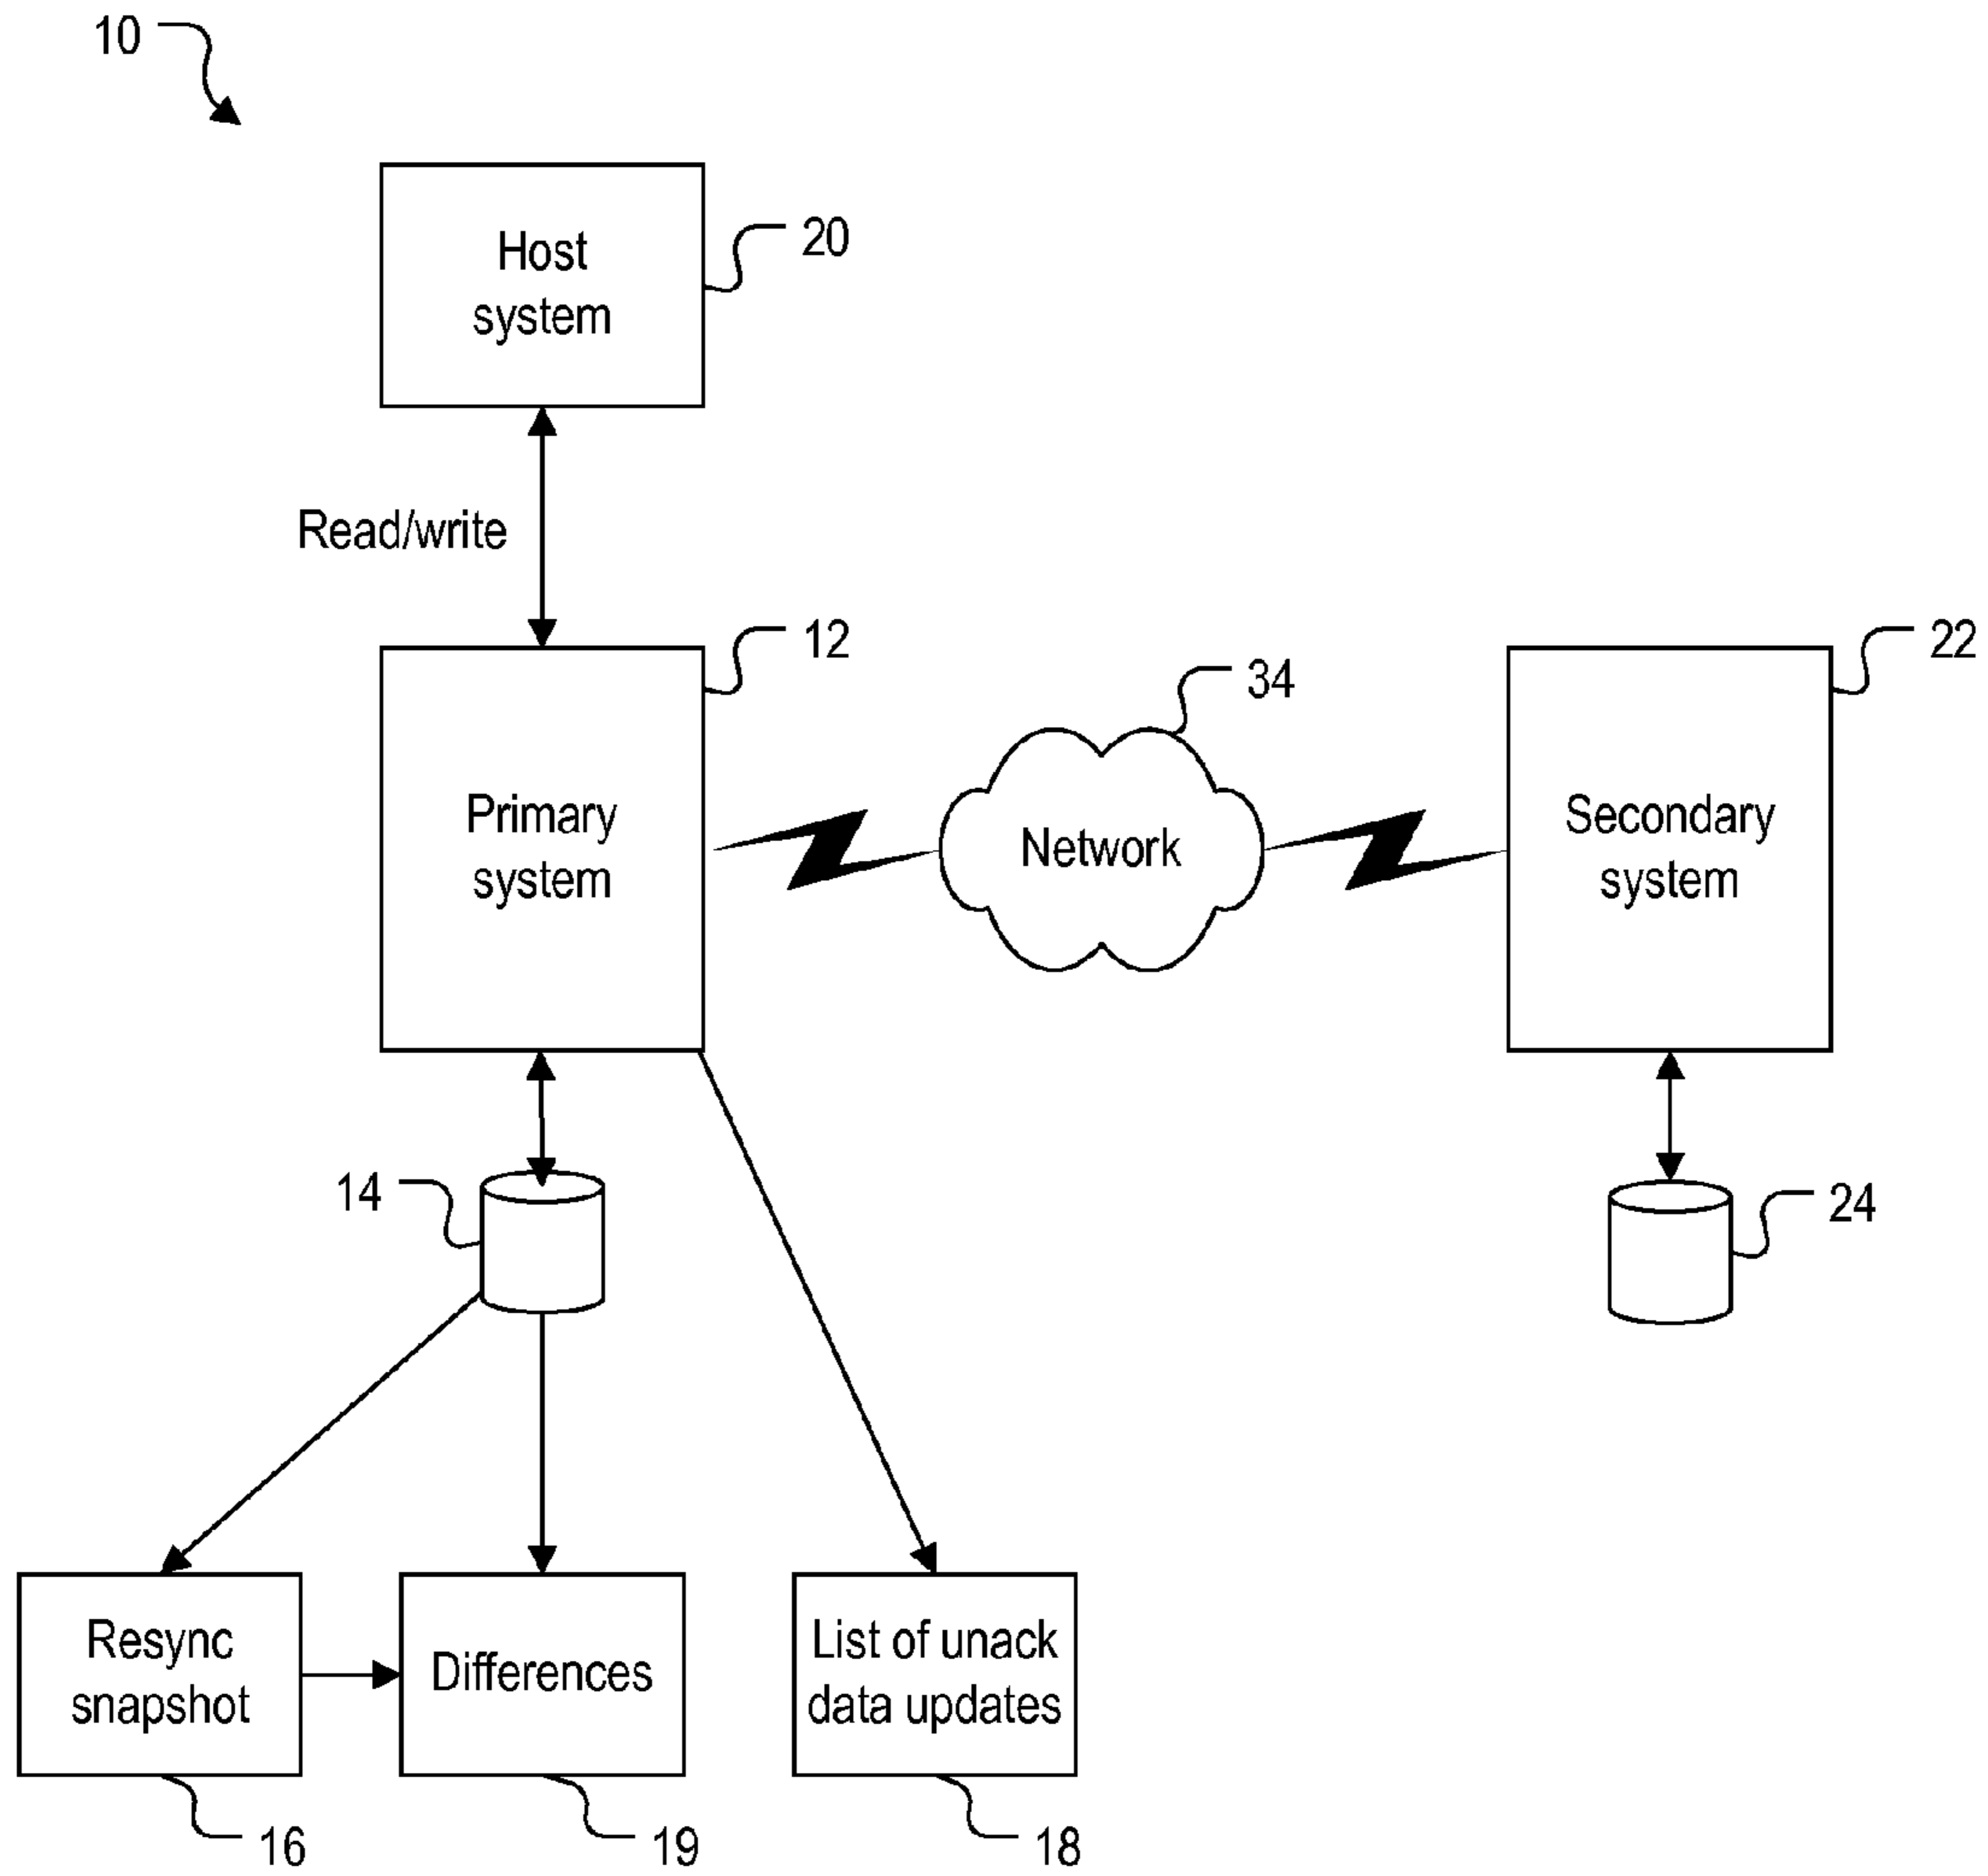 10
Host
system
20
Read/write
12
34
22
Primary
system
Network
Secondary
system
14
24
Resync
snapshot
Differences
List of unack
data updates
16
19
18